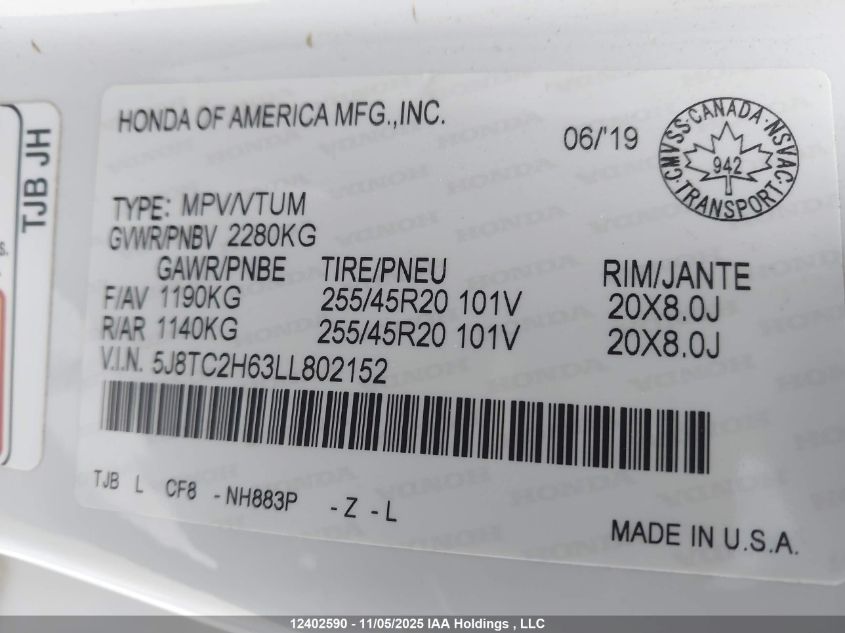 TJB JH
S.
HONDA OF AMERICA MFG.,INC.
06/'19
CMVSS·CANADA·NSVAC·TRANSPORT·
942
TYPE: MPV/VTUM
GVWR/PNBV 2280KG
GAWR/PNBE TIRE/PNEU RIM/JANTE
F/AV 1190KG 255/45R20 101V 20X8.0J
R/AR 1140KG 255/45R20 101V 20X8.0J
V.I.N. 5J8TC2H63LL802152
TJB L CF8 -NH883P -Z -L
MADE IN U.S.A.
12402590 - 11/05/2025 IAA Holdings , LLC